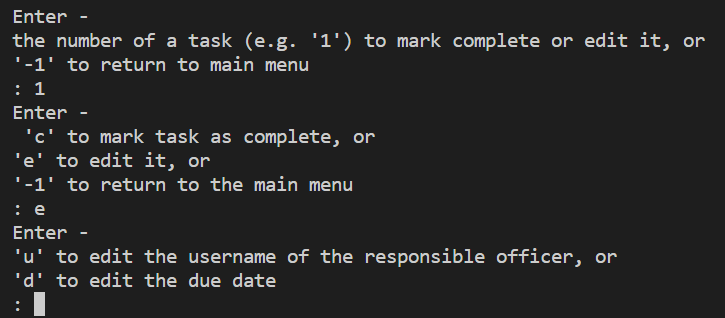 Enter -
the number of a task (e.g. '1') to mark complete or edit it, or
'-1' to return to main menu
: 1
Enter -
 'c' to mark task as complete, or
'e' to edit it, or
'-1' to return to the main menu
: e
Enter -
'u' to edit the username of the responsible officer, or
'd' to edit the due date
: